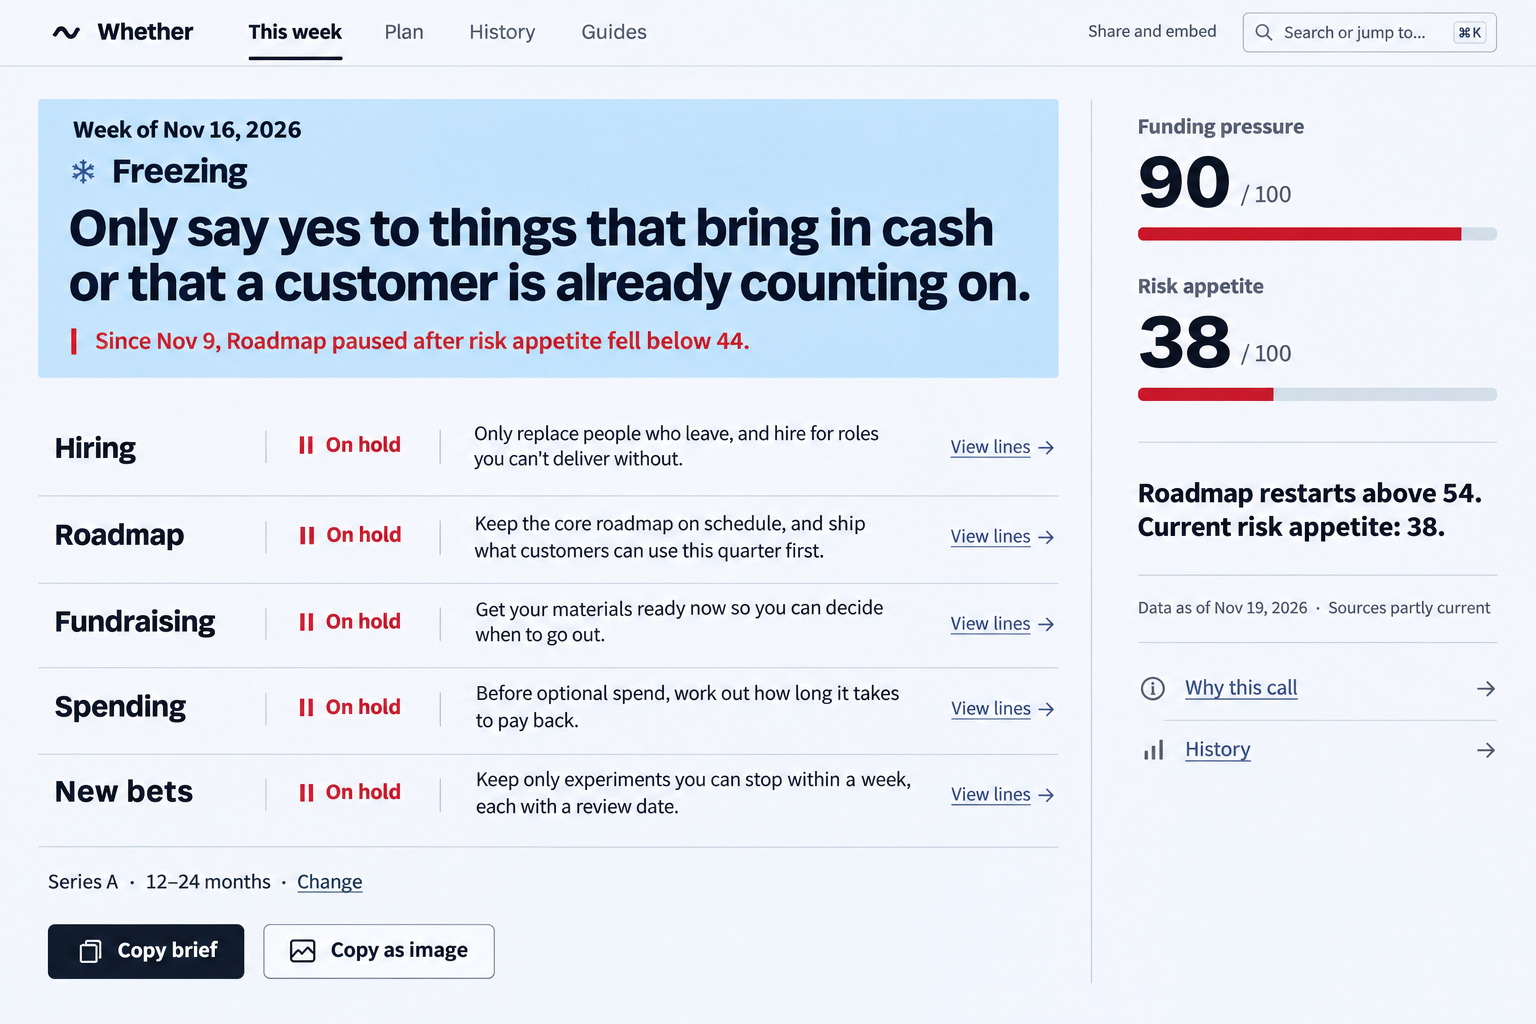 Whether
This week
Plan
History
Guides
Share and embed
Search or jump to...
⌘K
Week of Nov 16, 2026
Freezing
Only say yes to things that bring in cash
or that a customer is already counting on.
Since Nov 9, Roadmap paused after risk appetite fell below 44.
Hiring
On hold
Only replace people who leave, and hire for roles
you can't deliver without.
View lines →
Roadmap
On hold
Keep the core roadmap on schedule, and ship
what customers can use this quarter first.
View lines →
Fundraising
On hold
Get your materials ready now so you can decide
when to go out.
View lines →
Spending
On hold
Before optional spend, work out how long it takes
to pay back.
View lines →
New bets
On hold
Keep only experiments you can stop within a week,
each with a review date.
View lines →
Series A · 12–24 months · Change
Copy brief
Copy as image
Funding pressure
90 / 100
Risk appetite
38 / 100
Roadmap restarts above 54.
Current risk appetite: 38.
Data as of Nov 19, 2026 · Sources partly current
Why this call →
History →